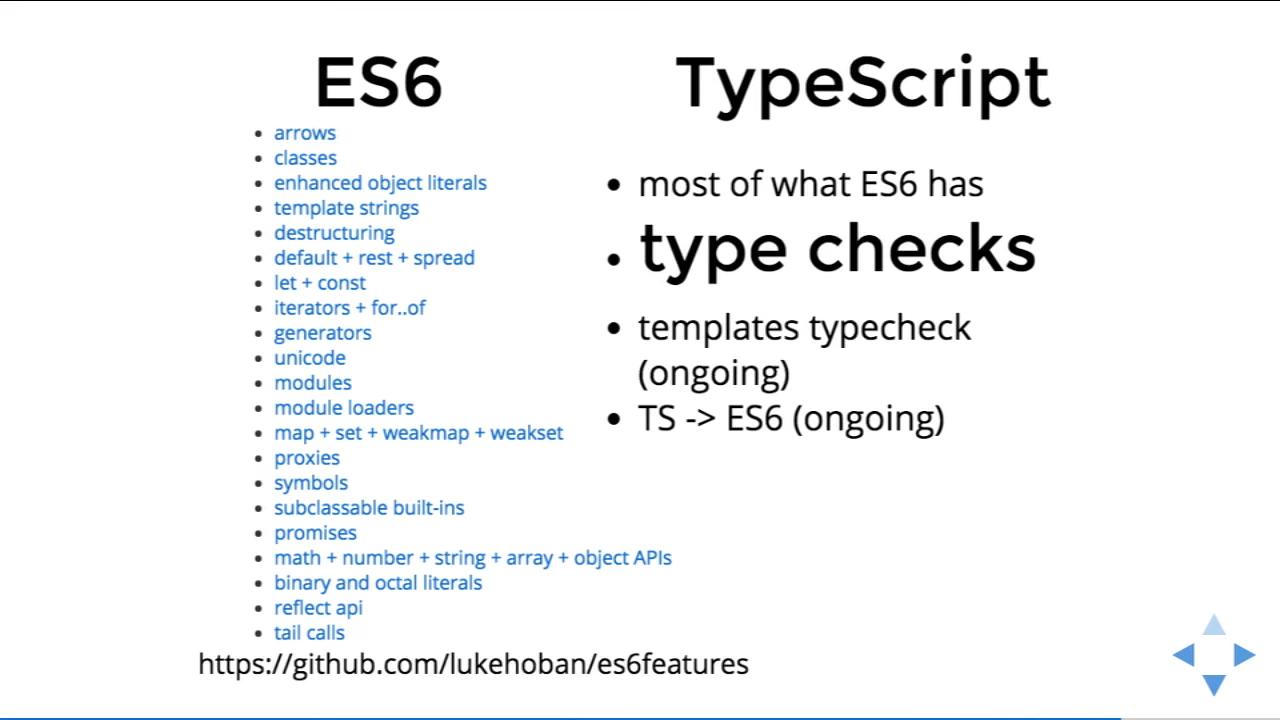 ES6
arrows
classes
enhanced object literals
template strings
destructuring
default + rest + spread
let + const
iterators + for..of
generators
unicode
modules
module loaders
map + set + weakmap + weakset
proxies
symbols
subclassable built-ins
promises
math + number + string + array + object APIs
binary and octal literals
reflect api
tail calls
https://github.com/lukehoban/es6features
TypeScript
most of what ES6 has
type checks
templates typecheck
(ongoing)
TS -> ES6 (ongoing)